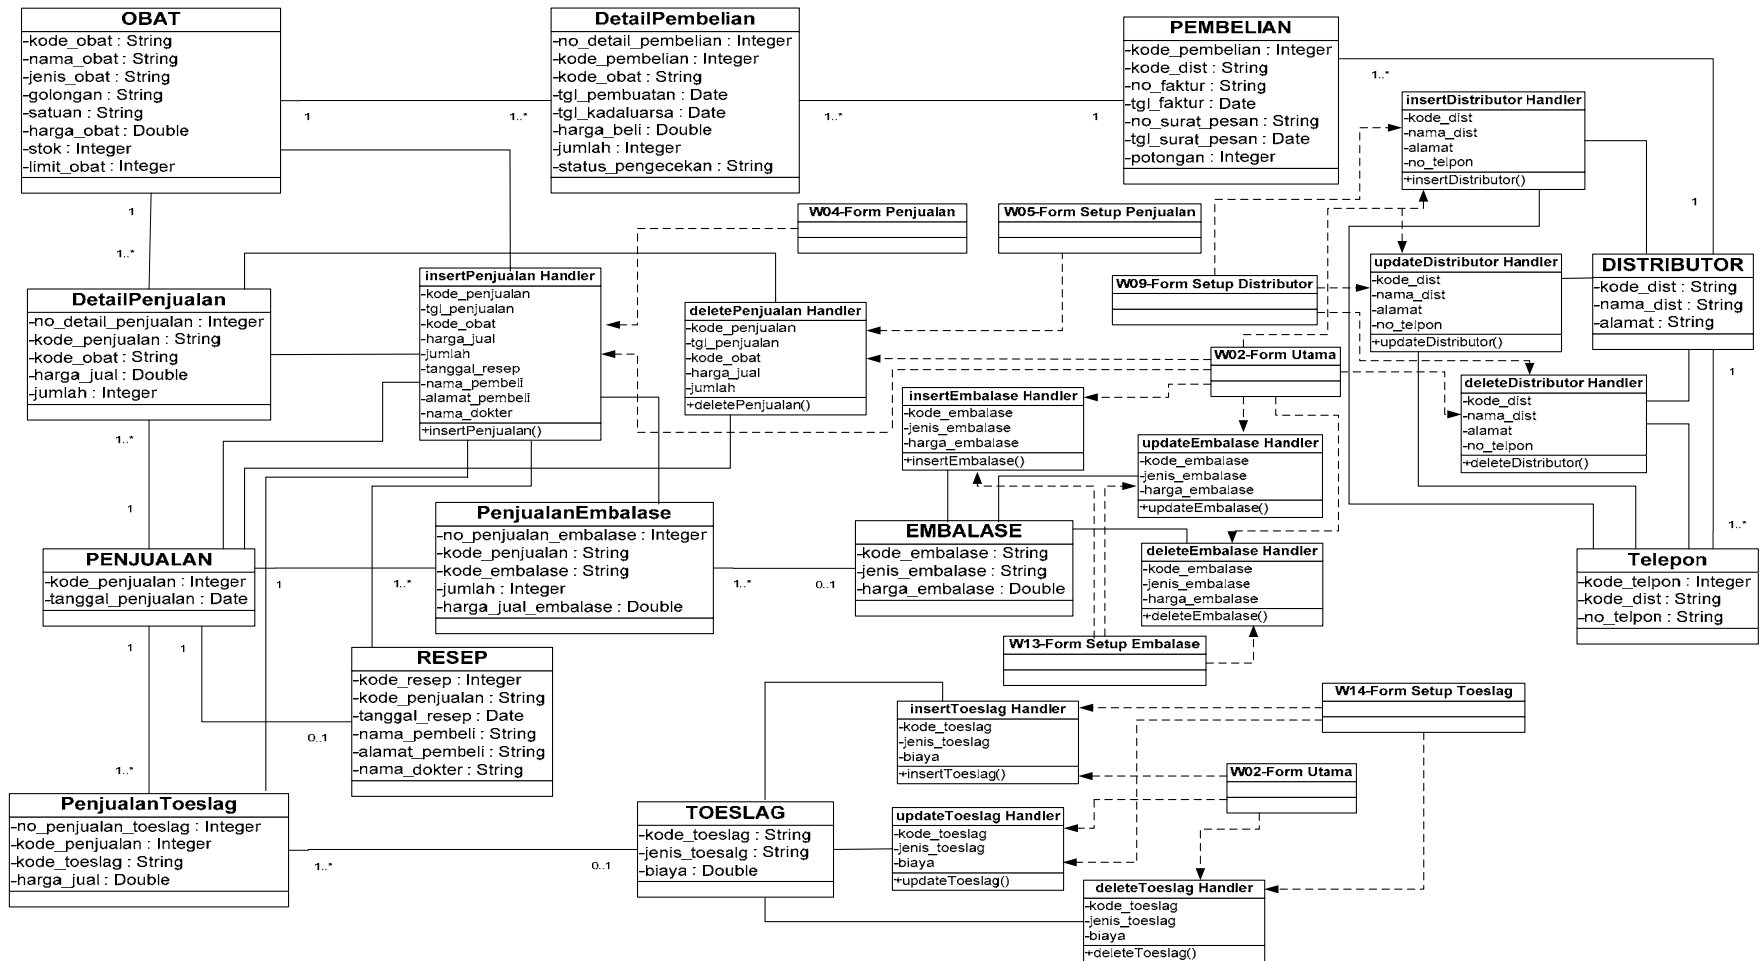 OBAT
-kode_obat : String
-nama_obat : String
-jenis_obat : String
-golongan : String
-satuan : String
-harga_obat : Double
-stok : Integer
-limit_obat : Integer
DetailPembelian
-no_detail_pembelian : Integer
-kode_pembelian : Integer
-kode_obat : String
-tgl_pembuatan : Date
-tgl_kadaluarsa : Date
-harga_beli : Double
-jumlah : Integer
-status_pengecekan : String
PEMBELIAN
-kode_pembelian : Integer
-kode_dist : String
-no_faktur : String
-tgl_faktur : Date
-no_surat_pesan : String
-tgl_surat_pesan : Date
-potongan : Integer
1
1..*
1..*
1
1..*
1
insertDistributor Handler
-kode_dist
-nama_dist
-alamat
-no_telpon
+insertDistributor()
1
1..*
W04-Form Penjualan
W05-Form Setup Penjualan
W09-Form Setup Distributor
updateDistributor Handler
-kode_dist
-nama_dist
-alamat
-no_telpon
+updateDistributor()
DISTRIBUTOR
-kode_dist : String
-nama_dist : String
-alamat : String
DetailPenjualan
-no_detail_penjualan : Integer
-kode_penjualan : String
-kode_obat : String
-harga_jual : Double
-jumlah : Integer
insertPenjualan Handler
-kode_penjualan
-tgl_penjualan
-kode_obat
-harga_jual
-jumlah
-tanggal_resep
-nama_pembeli
-alamat_pembeli
-nama_dokter
+insertPenjualan()
deletePenjualan Handler
-kode_penjualan
-tgl_penjualan
-kode_obat
-harga_jual
-jumlah
+deletePenjualan()
W02-Form Utama
insertEmbalase Handler
-kode_embalase
-jenis_embalase
-harga_embalase
+insertEmbalase()
updateEmbalase Handler
-kode_embalase
-jenis_embalase
-harga_embalase
+updateEmbalase()
deleteDistributor Handler
-kode_dist
-nama_dist
-alamat
-no_telpon
+deleteDistributor()
1
1..*
1..*
1
PENJUALAN
-kode_penjualan : Integer
-tanggal_penjualan : Date
1
1..*
PenjualanEmbalase
-no_penjualan_embalase : Integer
-kode_penjualan : String
-kode_embalase : String
-jumlah : Integer
-harga_jual_embalase : Double
1..*
0..1
EMBALASE
-kode_embalase : String
-jenis_embalase : String
-harga_embalase : Double
deleteEmbalase Handler
-kode_embalase
-jenis_embalase
-harga_embalase
+deleteEmbalase()
Telepon
-kode_telpon : Integer
-kode_dist : String
-no_telpon : String
W13-Form Setup Embalase
1
1
0..1
1..*
RESEP
-kode_resep : Integer
-kode_penjualan : String
-tanggal_resep : Date
-nama_pembeli : String
-alamat_pembeli : String
-nama_dokter : String
insertToeslag Handler
-kode_toeslag
-jenis_toeslag
-biaya
+insertToeslag()
W14-Form Setup Toeslag
W02-Form Utama
PenjualanToeslag
-no_penjualan_toeslag : Integer
-kode_penjualan : Integer
-kode_toeslag : String
-harga_jual : Double
1..*
0..1
TOESLAG
-kode_toeslag : String
-jenis_toesalg : String
-biaya : Double
updateToeslag Handler
-kode_toeslag
-jenis_toeslag
-biaya
+updateToeslag()
deleteToeslag Handler
-kode_toeslag
-jenis_toeslag
-biaya
+deleteToeslag()